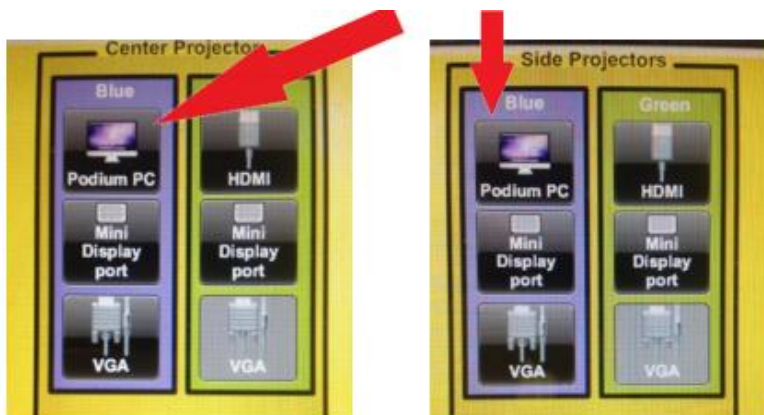 Center Projector
Blue
Podium PC
HDMI
Mini
Display
port
Mini
Display
port
VGA
VGA
Side Projectors
Blue
Green
Podium PC
HDMI
Mini
Display
port
Mini
Display
port
VGA
VGA